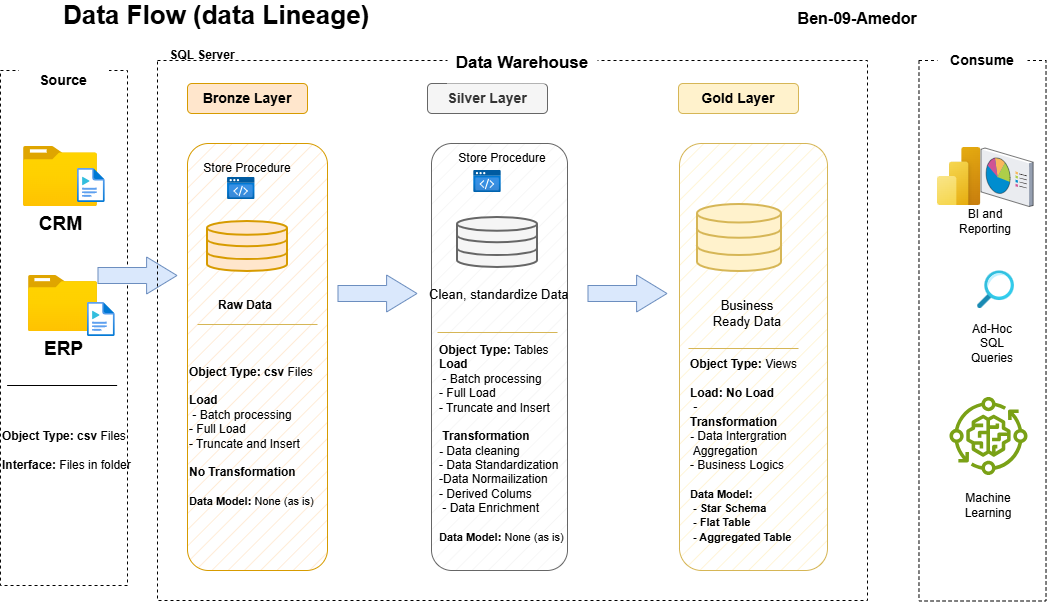 Data Flow (data Lineage)
Ben-09-Amedor
Source
CRM
ERP
Object Type: csv Files
Interface: Files in folder
SQL Server
Data Warehouse
Bronze Layer
Store Procedure
Raw Data
Object Type: csv Files
Load
- Batch processing
- Full Load
- Truncate and Insert
No Transformation
Data Model: None (as is)
Silver Layer
Store Procedure
Clean, standardize Data
Object Type: Tables
Load
- Batch processing
- Full Load
- Truncate and Insert
Transformation
- Data cleaning
- Data Standardization
-Data Normailization
- Derived Colums
- Data Enrichment
Data Model: None (as is)
Gold Layer
Business
Ready Data
Object Type: Views
Load: No Load
-
Transformation
- Data Intergration
Aggregation
- Business Logics
Data Model:
- Star Schema
- Flat Table
- Aggregated Table
Consume
BI and
Reporting
Ad-Hoc
SQL
Queries
Machine
Learning